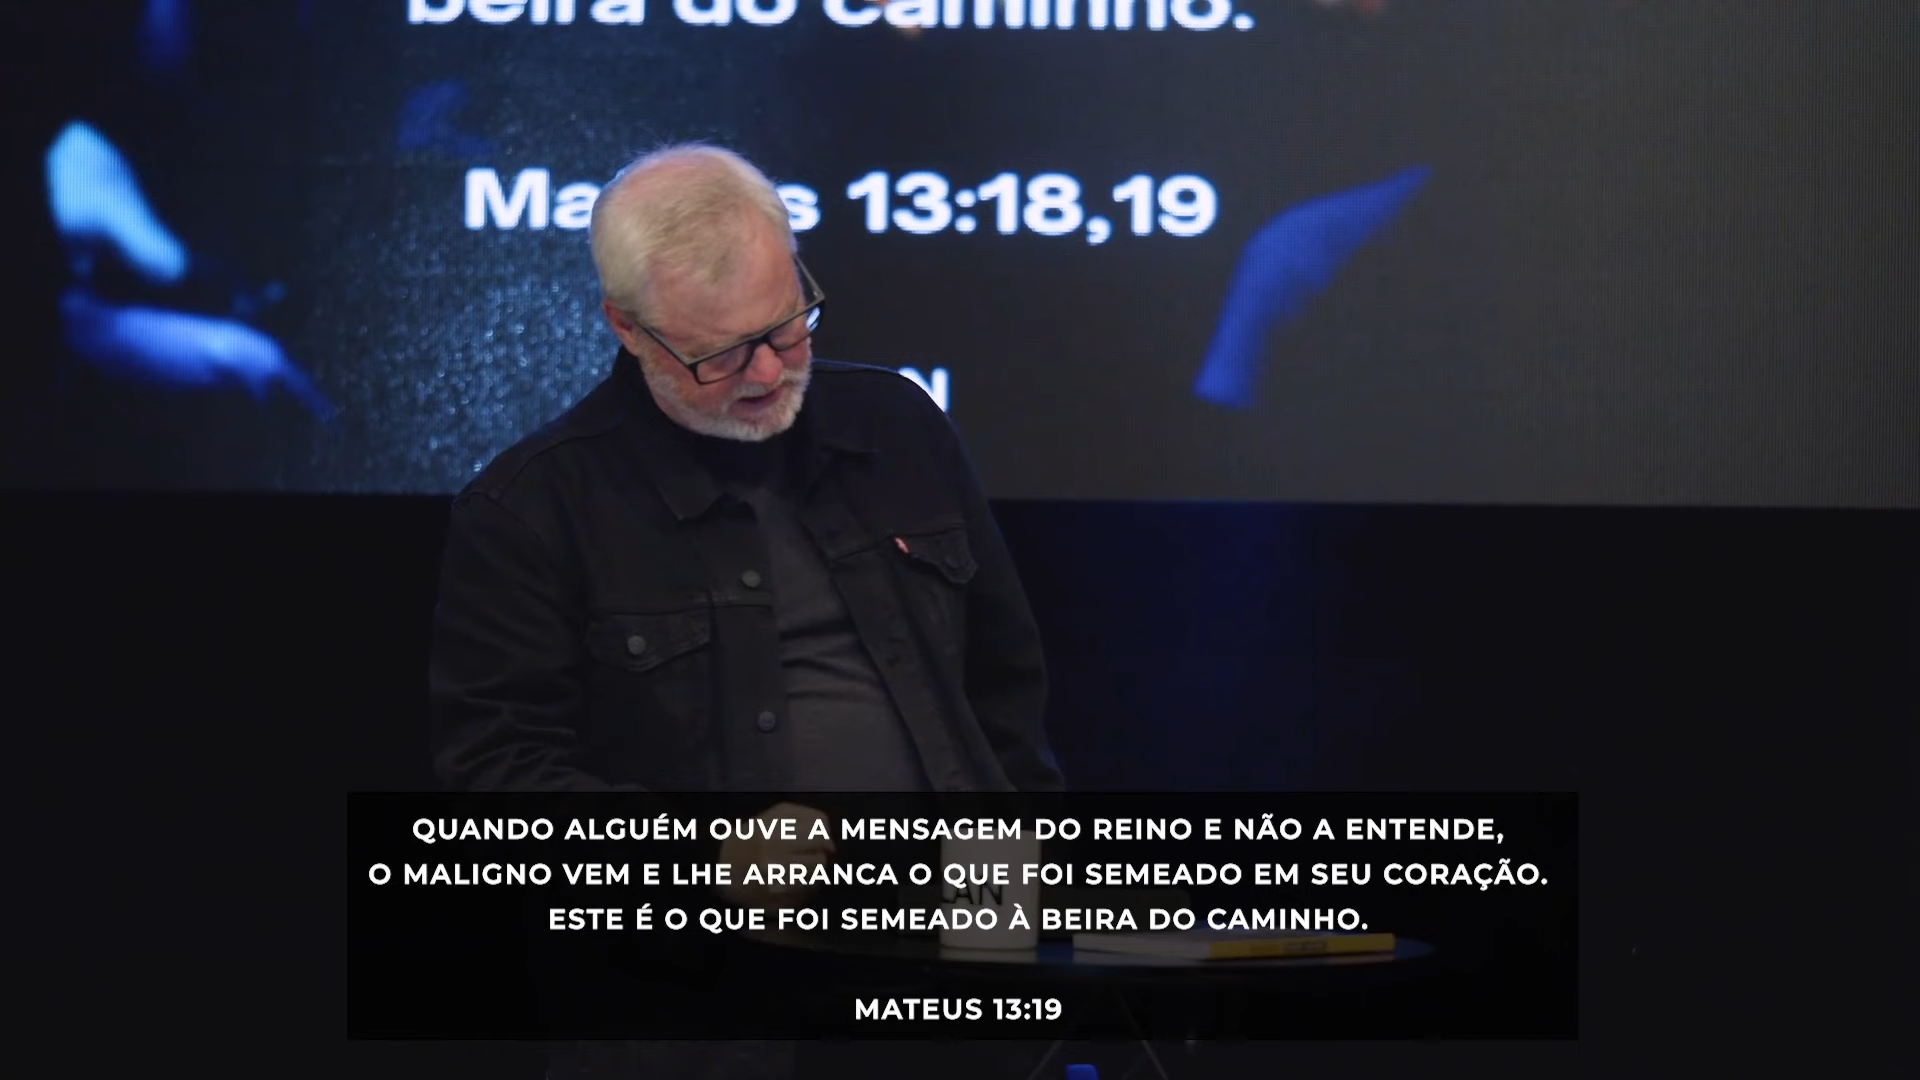 beira do caminho.
13:18,19
N
QUANDO ALGUÉM OUVE A MENSAGEM DO REINO E NÃO A ENTENDE,
O MALIGNO VEM E LHE ARRANCA O QUE FOI SEMEADO EM SEU CORAÇÃO.
ESTE É O QUE FOI SEMEADO À BEIRA DO CAMINHO.
MATEUS 13:19